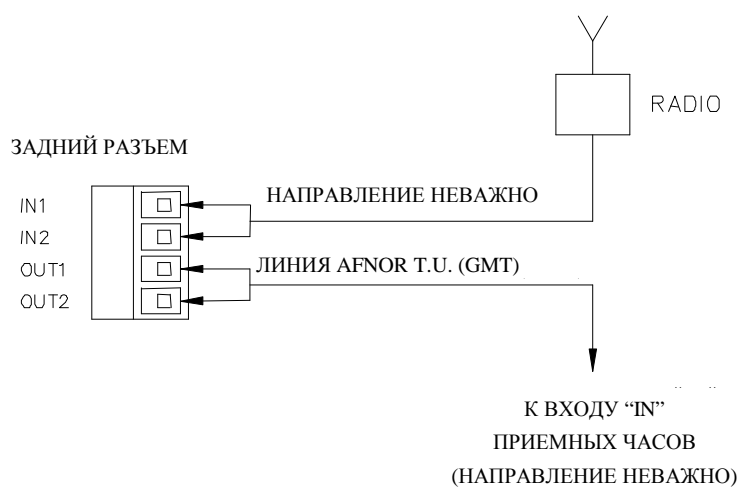 RADIO
ЗАДНИЙ РАЗЪЕМ
НАПРАВЛЕНИЕ НЕВАЖНО
IN1
IN2
OUT1
ЛИНИЯ AFNOR T.U. (GMT)
OUT2
К ВХОДУ “IN”
ПРИЕМНЫХ ЧАСОВ
(НАПРАВЛЕНИЕ НЕВАЖНО)